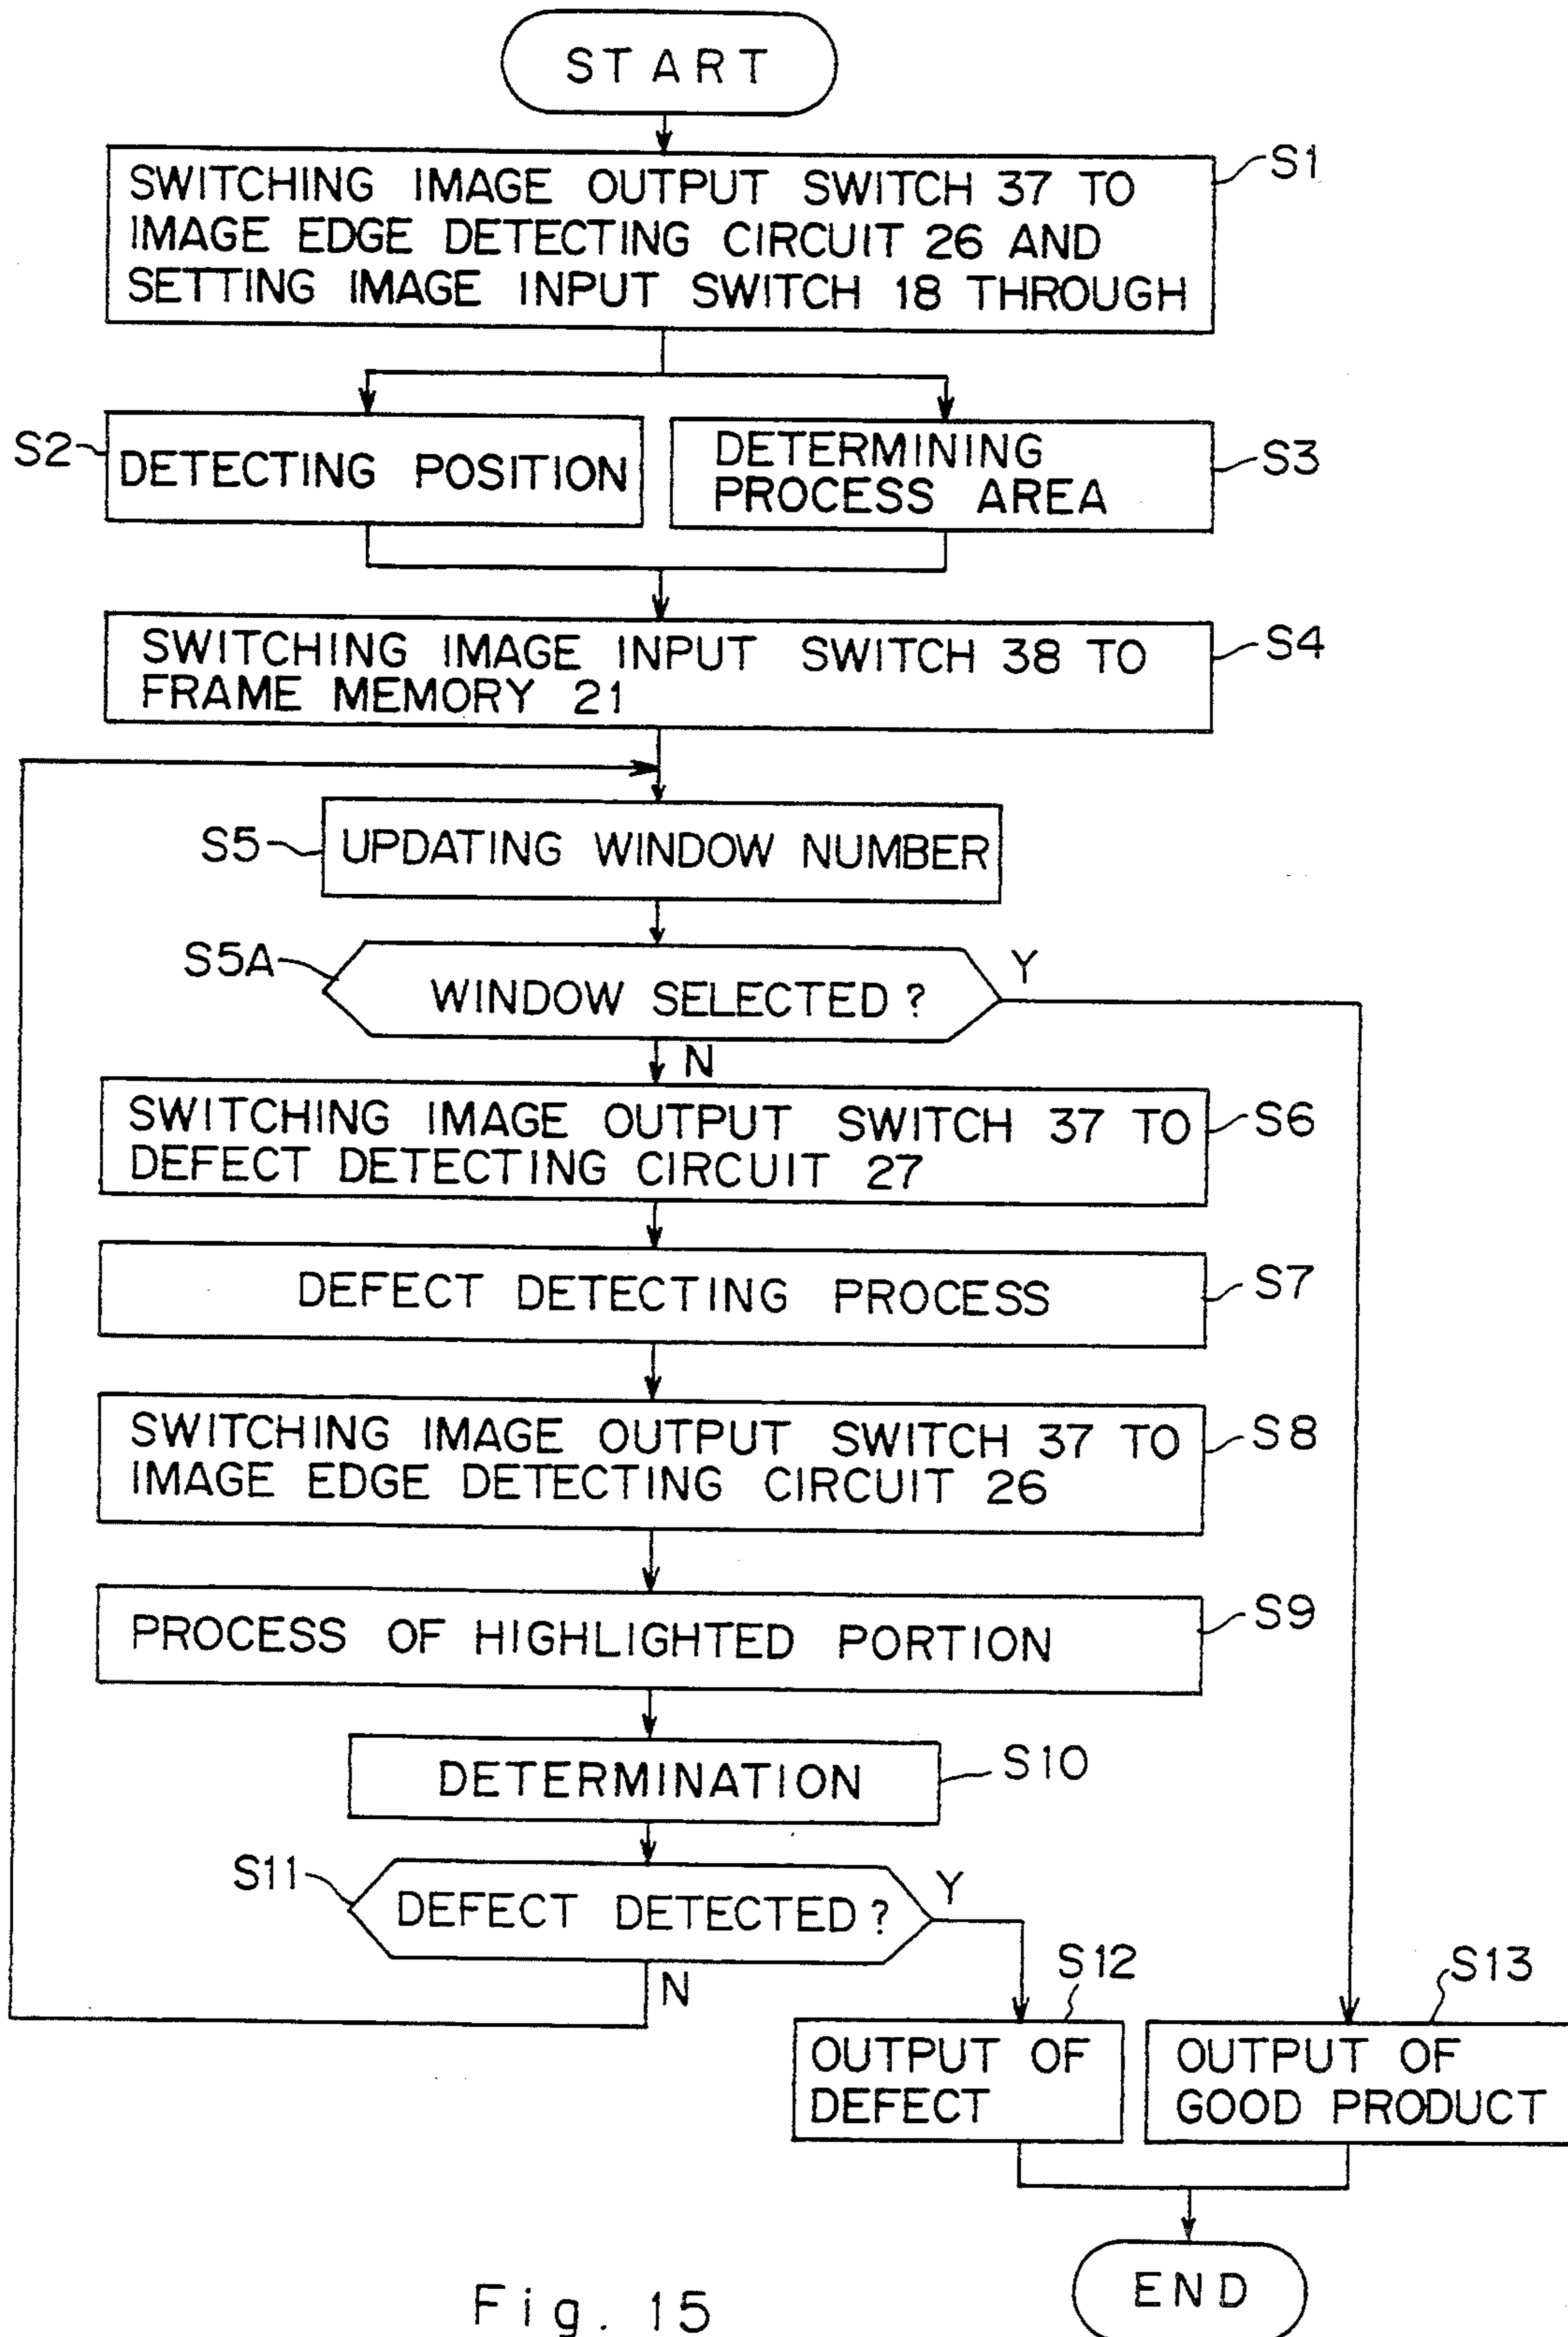 START
S1
SWITCHING IMAGE OUTPUT SWITCH 37 TO
IMAGE EDGE DETECTING CIRCUIT 26 AND
SETTING IMAGE INPUT SWITCH 18 THROUGH
S2
DETECTING POSITION
DETERMINING
PROCESS AREA
S3
SWITCHING IMAGE INPUT SWITCH 38 TO
FRAME MEMORY 21
S4
S5
UPDATING WINDOW NUMBER
S5A
WINDOW SELECTED?
Y
N
SWITCHING IMAGE OUTPUT SWITCH 37 TO
DEFECT DETECTING CIRCUIT 27
S6
DEFECT DETECTING PROCESS
S7
SWITCHING IMAGE OUTPUT SWITCH 37 TO
IMAGE EDGE DETECTING CIRCUIT 26
S8
PROCESS OF HIGHLIGHTED PORTION
S9
DETERMINATION
S10
S11
DEFECT DETECTED?
Y
N
S12
OUTPUT OF
DEFECT
S13
OUTPUT OF
GOOD PRODUCT
END
Fig. 15